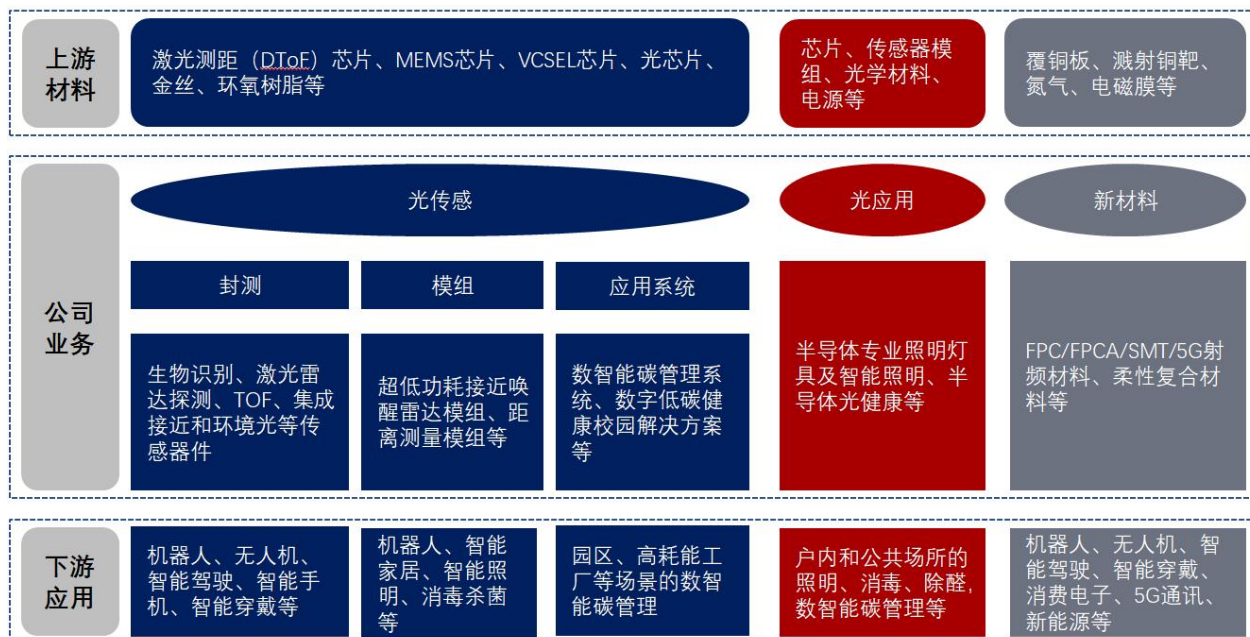 上游
材料
激光测距（DToF）芯片、MEMS芯片、VCSEL芯片、光芯片、
金丝、环氧树脂等
芯片、传感器模
组、光学材料、
电源等
覆铜板、溅射铜靶、
氮气、电磁膜等
公司
业务
光传感
光应用
新材料
封测
模组
应用系统
生物识别、激光雷
达探测、TOF、集成
接近和环境光等传
感器件
超低功耗接近唤
醒雷达模组、距
离测量模组等
数智能碳管理系
统、数字低碳健
康校园解决方案
等
半导体专业照明灯
具及智能照明、半
导体光健康等
FPC/FPCA/SMT/5G射
频材料、柔性复合材
料等
下游
应用
机器人、无人机、
智能驾驶、智能手
机、智能穿戴等
机器人、智能
家居、智能照
明、消毒杀菌
等
园区、高耗能工
厂等场景的数智
能碳管理
户内和公共场所的
照明、消毒、除醛,
数智能碳管理等
机器人、无人机、智
能驾驶、智能穿戴、
消费电子、5G通讯、
新能源等